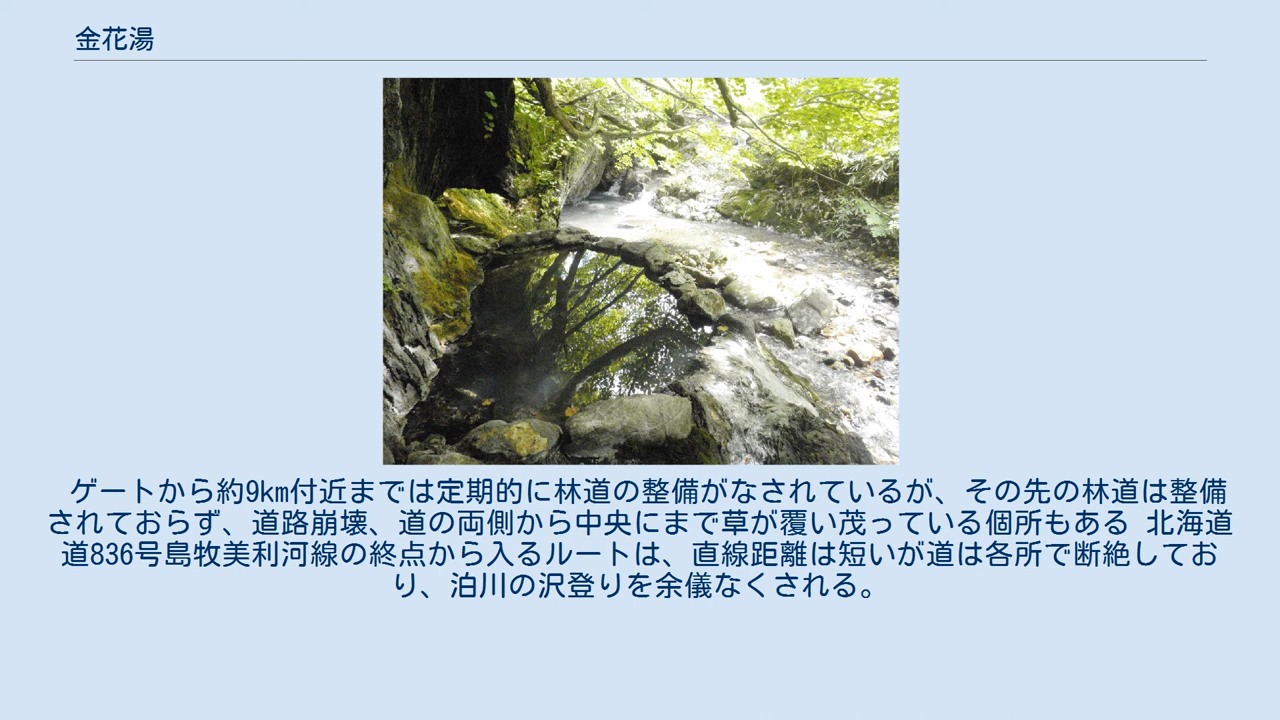 金花湯
ゲートから約9km付近までは定期的に林道の整備がなされているが、その先の林道は整備
されておらず、道路崩壊、道の両側から中央にまで草が覆い茂っている個所もある 北海道
道836号島牧美利河線の終点から入るルートは、直線距離は短いが道は各所で断絶してお
り、泊川の沢登りを余儀なくされる。